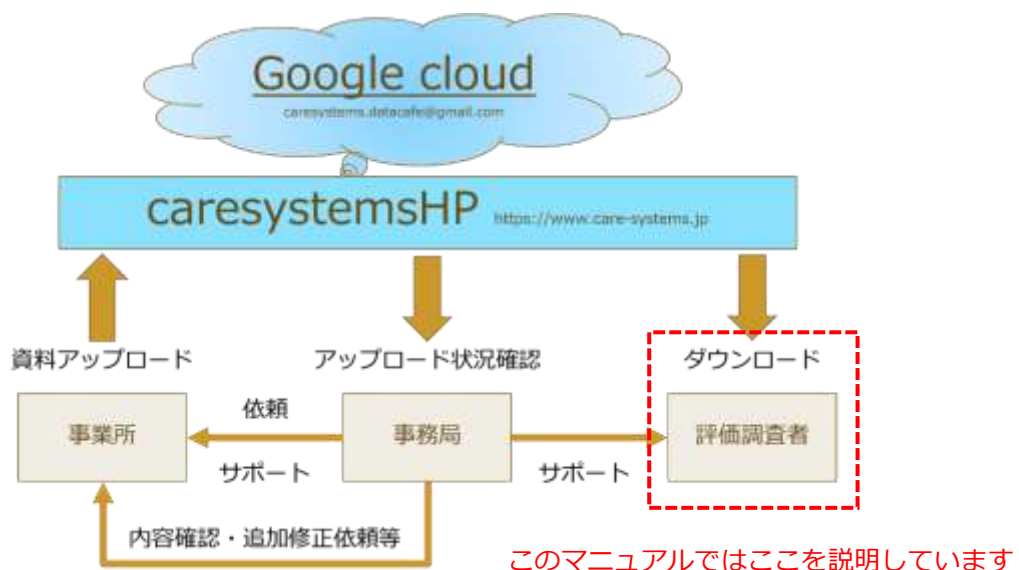 Google cloud
caresystems.datacafe@gmail.com
caresystemsHP https://www.care-systems.jp
資料アップロード
アップロード状況確認
ダウンロード
依頼
事業所
事務局
評価調査者
サポート
サポート
内容確認・追加修正依頼等
このマニュアルではここを説明しています